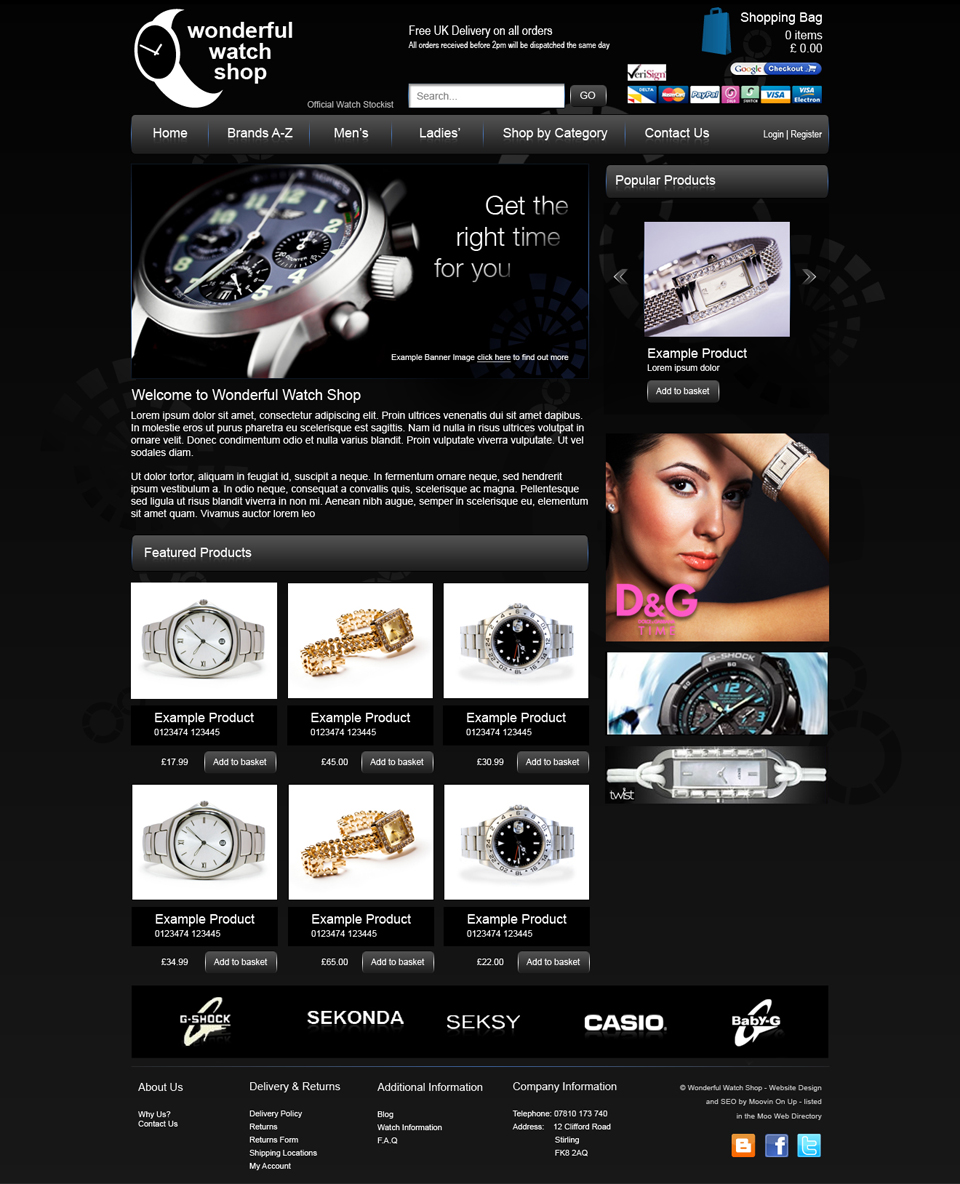 wonderful
watch
shop
Official Watch Stockist
Free UK Delivery on all orders
All orders received before 2pm will be dispatched the same day
Search...
GO
Shopping Bag
0 items
£ 0.00
VeriSign
Google Checkout
DELTA MasterCard PayPal SWITCH VISA VISA Electron
Home Brands A-Z Men's Ladies' Shop by Category Contact Us Login | Register
Get the
right time
for you
Example Banner Image click here to find out more
Popular Products
Example Product
Lorem ipsum dolor
Add to basket
Welcome to Wonderful Watch Shop
Lorem ipsum dolor sit amet, consectetur adipiscing elit. Proin ultrices venenatis dui sit amet dapibus.
In molestie eros ut purus pharetra eu scelerisque est sagittis. Nam id nulla in risus ultrices volutpat in
ornare velit. Donec condimentum odio et nulla varius blandit. Proin vulputate viverra vulputate. Ut vel
sodales diam.
Ut dolor tortor, aliquam in feugiat id, suscipit a neque. In fermentum ornare neque, sed hendrerit
ipsum vestibulum a. In odio neque, consequat a convallis quis, scelerisque ac magna. Pellentesque
sed ligula ut risus blandit viverra in non mi. Aenean nibh augue, semper in scelerisque eu, elementum
sit amet quam. Vivamus auctor lorem leo
D&G
TIME
G-SHOCK
twist
Featured Products
Example Product Example Product Example Product
0123474 123445 0123474 123445 0123474 123445
£17.99 Add to basket £45.00 Add to basket £30.99 Add to basket
Example Product Example Product Example Product
0123474 123445 0123474 123445 0123474 123445
£34.99 Add to basket £65.00 Add to basket £22.00 Add to basket
G-SHOCK SEKONDA SEKSY CASIO Baby-G
About Us
Why Us?
Contact Us
Delivery & Returns
Delivery Policy
Returns
Returns Form
Shipping Locations
My Account
Additional Information
Blog
Watch Information
F.A.Q
Company Information
Telephone: 07810 173 740
Address: 12 Clifford Road
Stirling
FK8 2AQ
© Wonderful Watch Shop - Website Design
and SEO by Moovin On Up - listed
in the Moo Web Directory